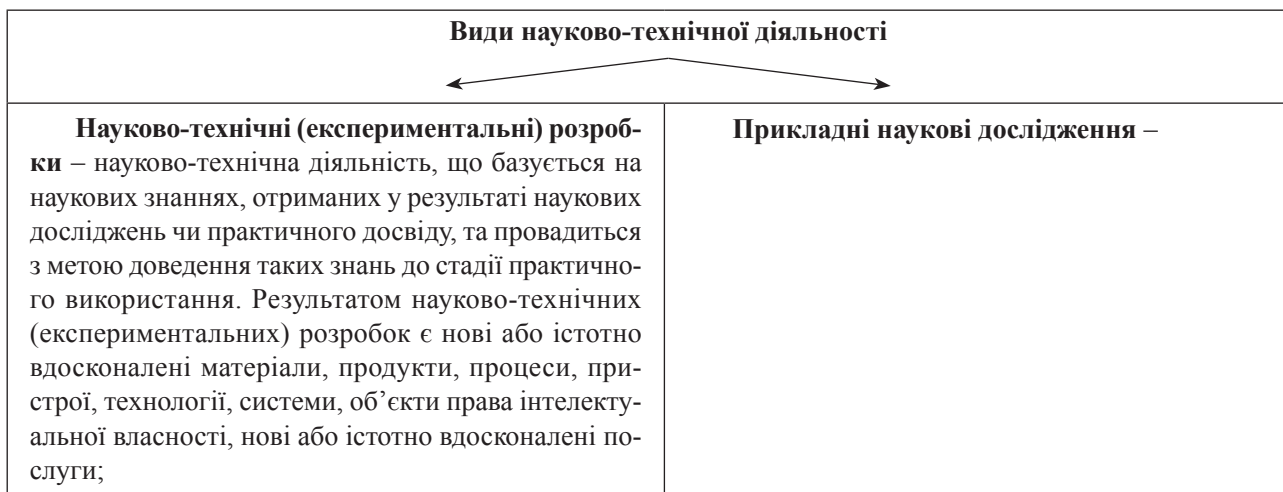 Види науково-технічної діяльності
Науково-технічні (експериментальні) розроб-
ки – науково-технічна діяльність, що базується на
наукових знаннях, отриманих у результаті наукових
досліджень чи практичного досвіду, та провадиться
з метою доведення таких знань до стадії практично-
го використання. Результатом науково-технічних
(експериментальних) розробок є нові або істотно
вдосконалені матеріали, продукти, процеси, при-
строї, технології, системи, об’єкти права інтелекту-
альної власності, нові або істотно вдосконалені по-
слуги;
Прикладні наукові дослідження –